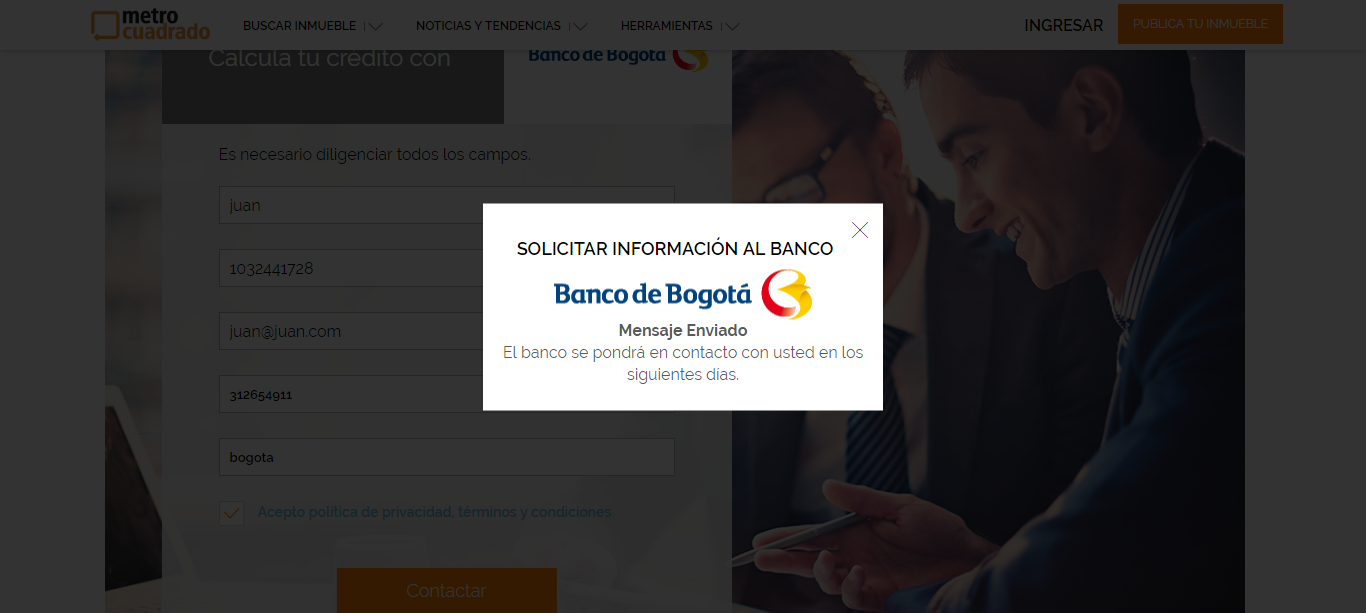 metro
cuadrado
BUSCAR INMUEBLE
NOTICIAS Y TENDENCIAS
HERRAMIENTAS
INGRESAR
PUBLICA TU INMUEBLE
Calcula tu crédito con
Banco de Bogotá
Es necesario diligenciar todos los campos.
juan
1032441728
juan@juan.com
312654911
bogota
Acepto política de privacidad, términos y condiciones
Contactar
SOLICITAR INFORMACIÓN AL BANCO
Banco de Bogotá
Mensaje Enviado
El banco se pondrá en contacto con usted en los
siguientes días.